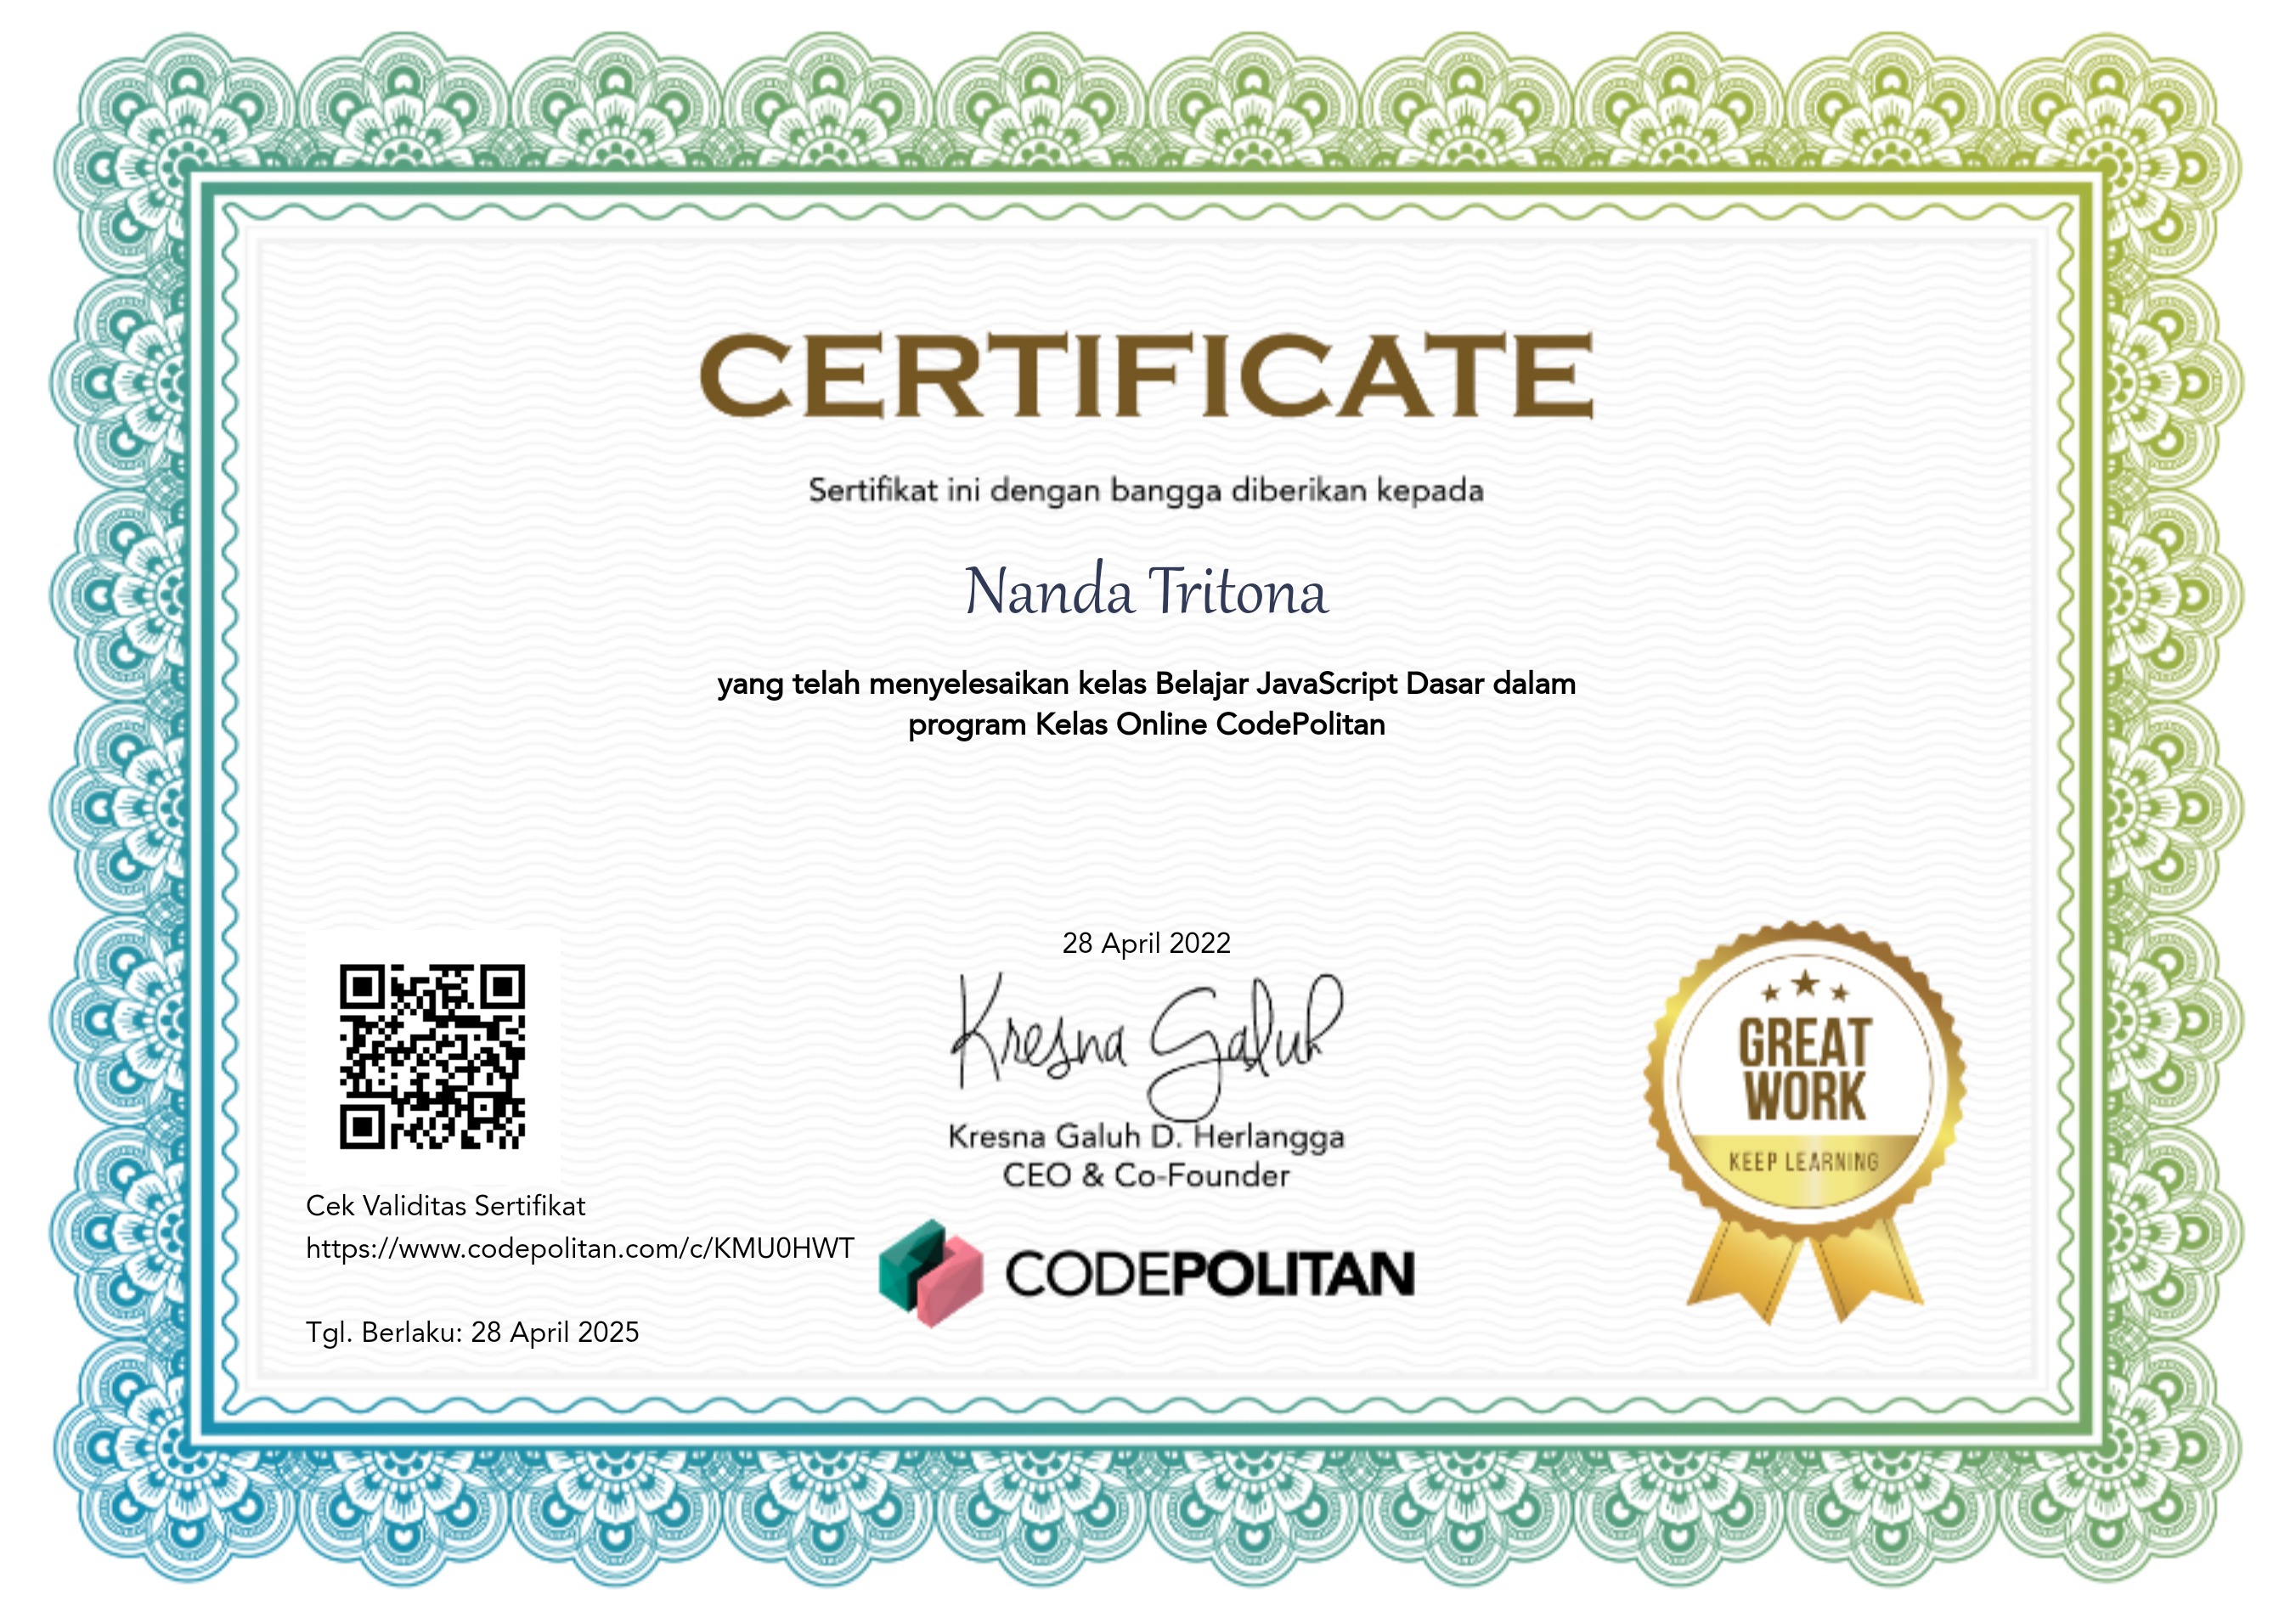 CERTIFICATE
Sertifikat ini dengan bangga diberikan kepada
Nanda Tritona
yang telah menyelesaikan kelas Belajar JavaScript Dasar dalam
program Kelas Online CodePolitan
28 April 2022
Kresna Galuh
Kresna Galuh D. Herlangga
CEO & Co-Founder
CODEPOLITAN
Cek Validitas Sertifikat
https://www.codepolitan.com/c/KMU0HWT
Tgl. Berlaku: 28 April 2025
GREAT
WORK
KEEP LEARNING